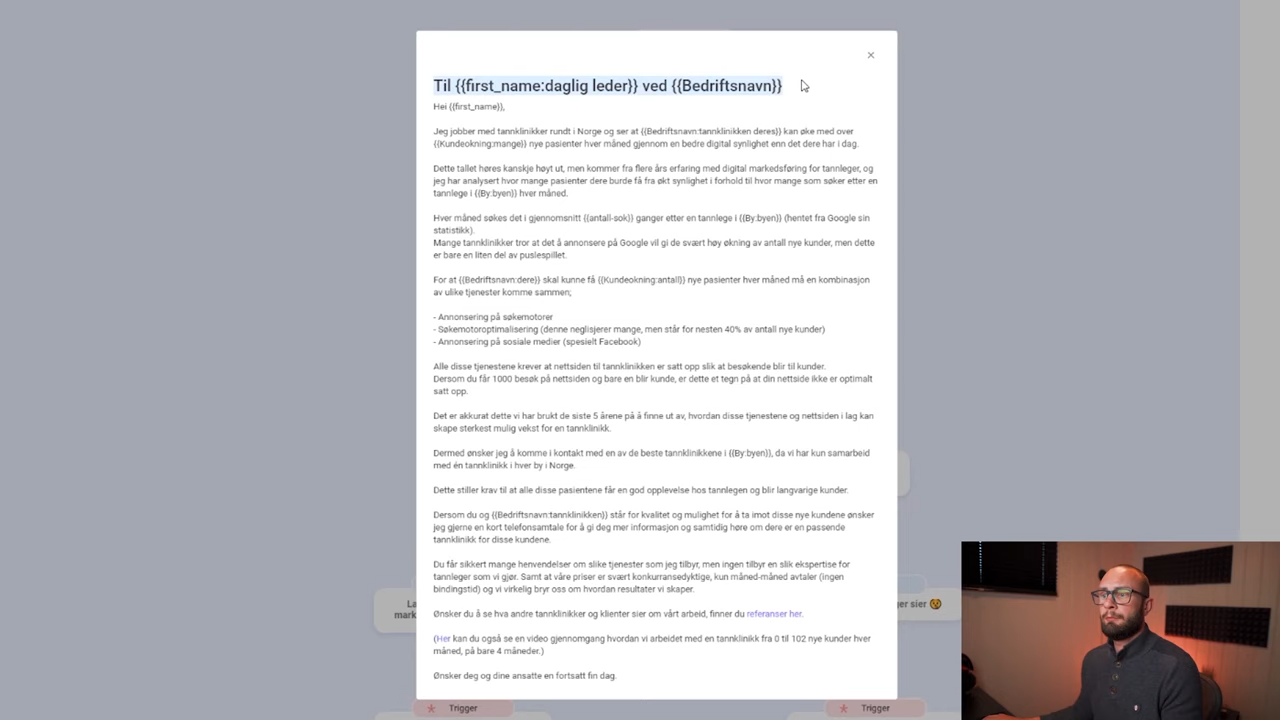 Til {{first_name:daglig leder}} ved {{Bedriftsnavn}}
Hei {{first_name}},
Jeg jobber med tannklinikker rundt i Norge og ser at {{Bedriftsnavn:tannklinikken deres}} kan øke med over
{{Kundeokning:mange}} nye pasienter hver måned gjennom en bedre digital synlighet enn det dere har i dag.
Dette tallet høres kanskje høyt ut, men kommer fra flere års erfaring med digital markedsføring for tannleger, og
jeg har analysert hvor mange pasienter dere burde få fra økt synlighet i forhold til hvor mange som søker etter en
tannlege i {{By:byen}} hver måned.
Hver måned søkes det i gjennomsnitt {{antall-sok}} ganger etter en tannlege i {{By:byen}} (hentet fra Google sin
statistikk).
Mange tannklinikker tror at det å annonsere på Google vil gi de svært høy økning av antall nye kunder, men dette
er bare en liten del av puslespillet.
For at {{Bedriftsnavn:dere}} skal kunne få {{Kundeokning:antall}} nye pasienter hver måned må en kombinasjon
av ulike tjenester komme sammen;
- Annonsering på søkemotorer
- Søkemotoroptimalisering (denne neglisjerer mange, men står for nesten 40% av antall nye kunder)
- Annonsering på sosiale medier (spesielt Facebook)
Alle disse tjenestene krever at nettsiden til tannklinikken er satt opp slik at besøkende blir til kunder.
Dersom du får 1000 besøk på nettsiden og bare en blir kunde, er dette et tegn på at din nettside ikke er optimalt
satt opp.
Det er akkurat dette vi har brukt de siste 5 årene på å finne ut av, hvordan disse tjenestene og nettsiden i lag kan
skape sterkest mulig vekst for en tannklinikk.
Dermed ønsker jeg å komme i kontakt med en av de beste tannklinikkene i {{By:byen}}, da vi har kun samarbeid
med én tannklinikk i hver by i Norge.
Dette stiller krav til at alle disse pasientene får en god opplevelse hos tannlegen og blir langvarige kunder.
Dersom du og {{Bedriftsnavn:tannklinikken}} står for kvalitet og mulighet for å ta imot disse nye kundene ønsker
jeg gjerne en kort telefonsamtale for å gi deg mer informasjon og samtidig høre om dere er en passende
tannklinikk for disse kundene.
Du får sikkert mange henvendelser om slike tjenester som jeg tilbyr, men ingen tilbyr en slik ekspertise for
tannleger som vi gjør. Samt at våre priser er svært konkurransedyktige, kun måned-måned avtaler (ingen
bindingstid) og vi virkelig bryr oss om hvordan resultater vi skaper.
Ønsker du å se hva andre tannklinikker og klienter sier om vårt arbeid, finner du referanser her.
(Her kan du også se en video gjennomgang hvordan vi arbeidet med en tannklinikk fra 0 til 102 nye kunder hver
måned, på bare 4 måneder.)
Ønsker deg og dine ansatte en fortsatt fin dag.
mark
ger sier
Trigger
Trigger